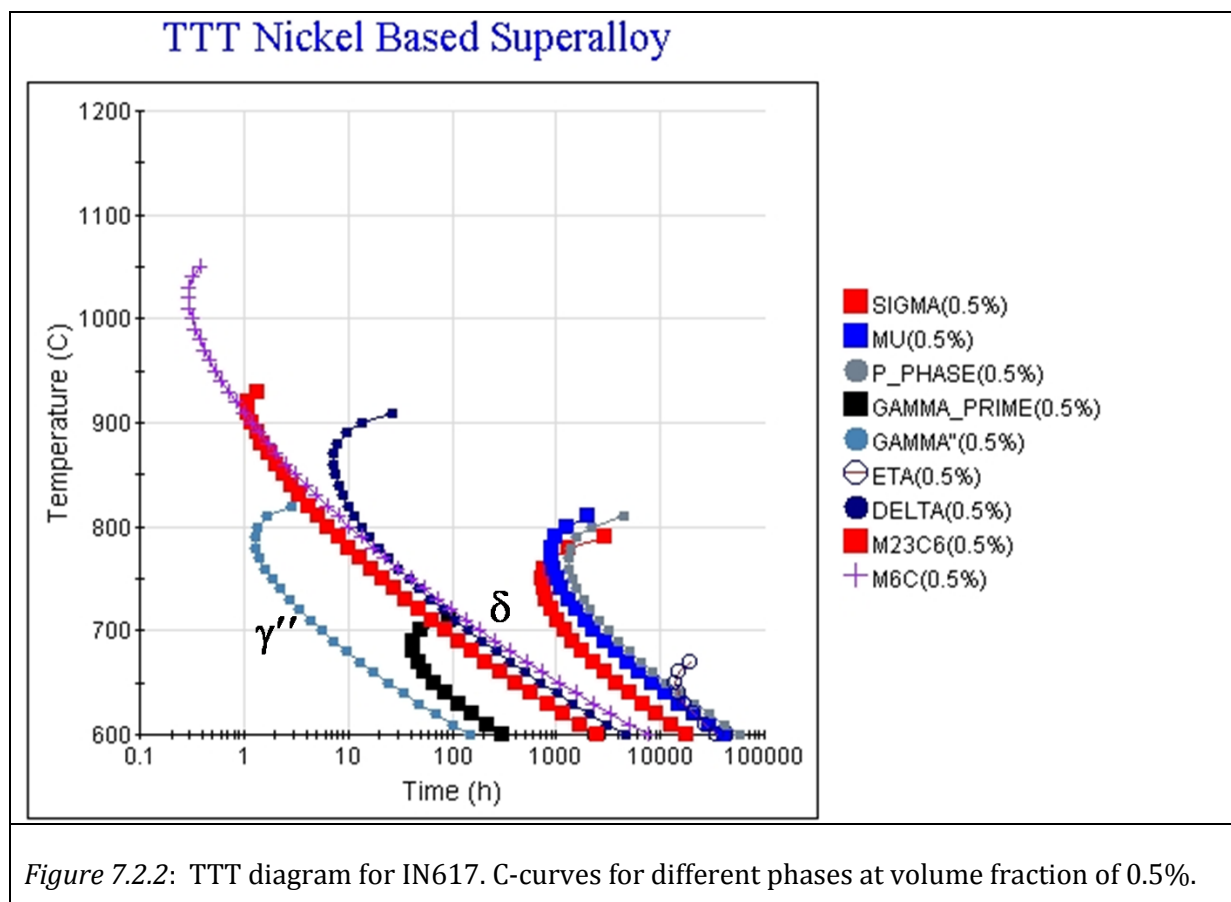 TTT Nickel Based Superalloy
1200
1100
1000
900
800
700
600
Temperature (C)
0.1 1 10 100 1000 10000 100000
Time (h)
γ′′
δ
SIGMA(0.5%)
MU(0.5%)
P_PHASE(0.5%)
GAMMA_PRIME(0.5%)
GAMMA"(0.5%)
ETA(0.5%)
DELTA(0.5%)
M23C6(0.5%)
M6C(0.5%)
Figure 7.2.2: TTT diagram for IN617. C-curves for different phases at volume fraction of 0.5%.